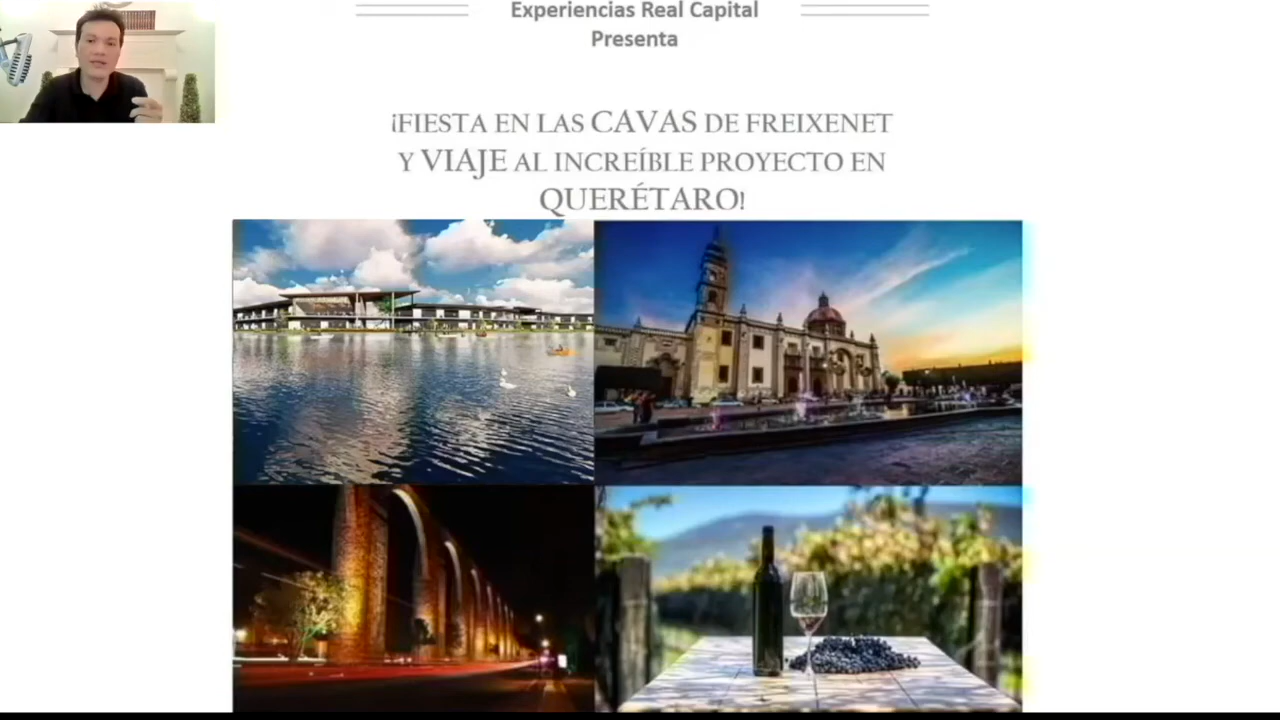 Experiencias Real Capital
Presenta
¡FIESTA EN LAS CAVAS DE FREIXENET
Y VIAJE AL INCREÍBLE PROYECTO EN
QUERÉTARO!